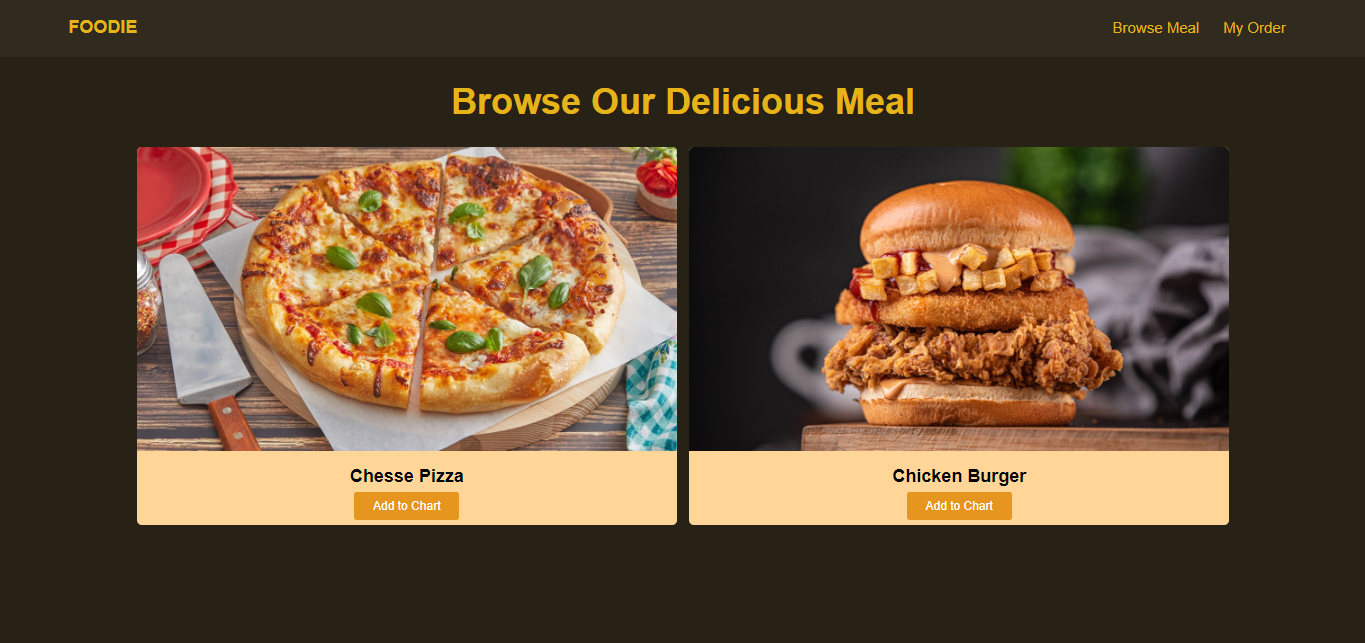 FOODIE
Browse Meal
My Order
Browse Our Delicious Meal
Chesse Pizza
Add to Chart
Chicken Burger
Add to Chart